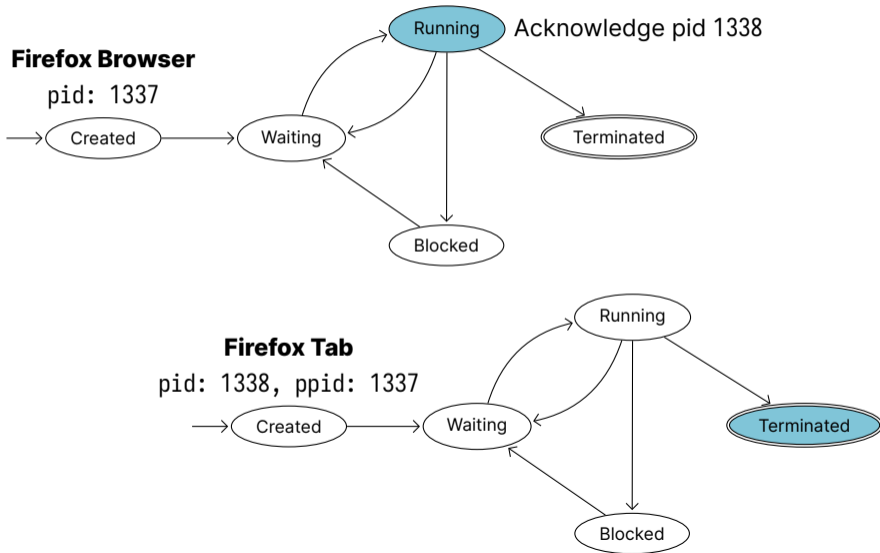 Running
Acknowledge pid 1338
Firefox Browser
pid: 1337
Created
Waiting
Terminated
Blocked
Running
Firefox Tab
pid: 1338, ppid: 1337
Created
Waiting
Terminated
Blocked